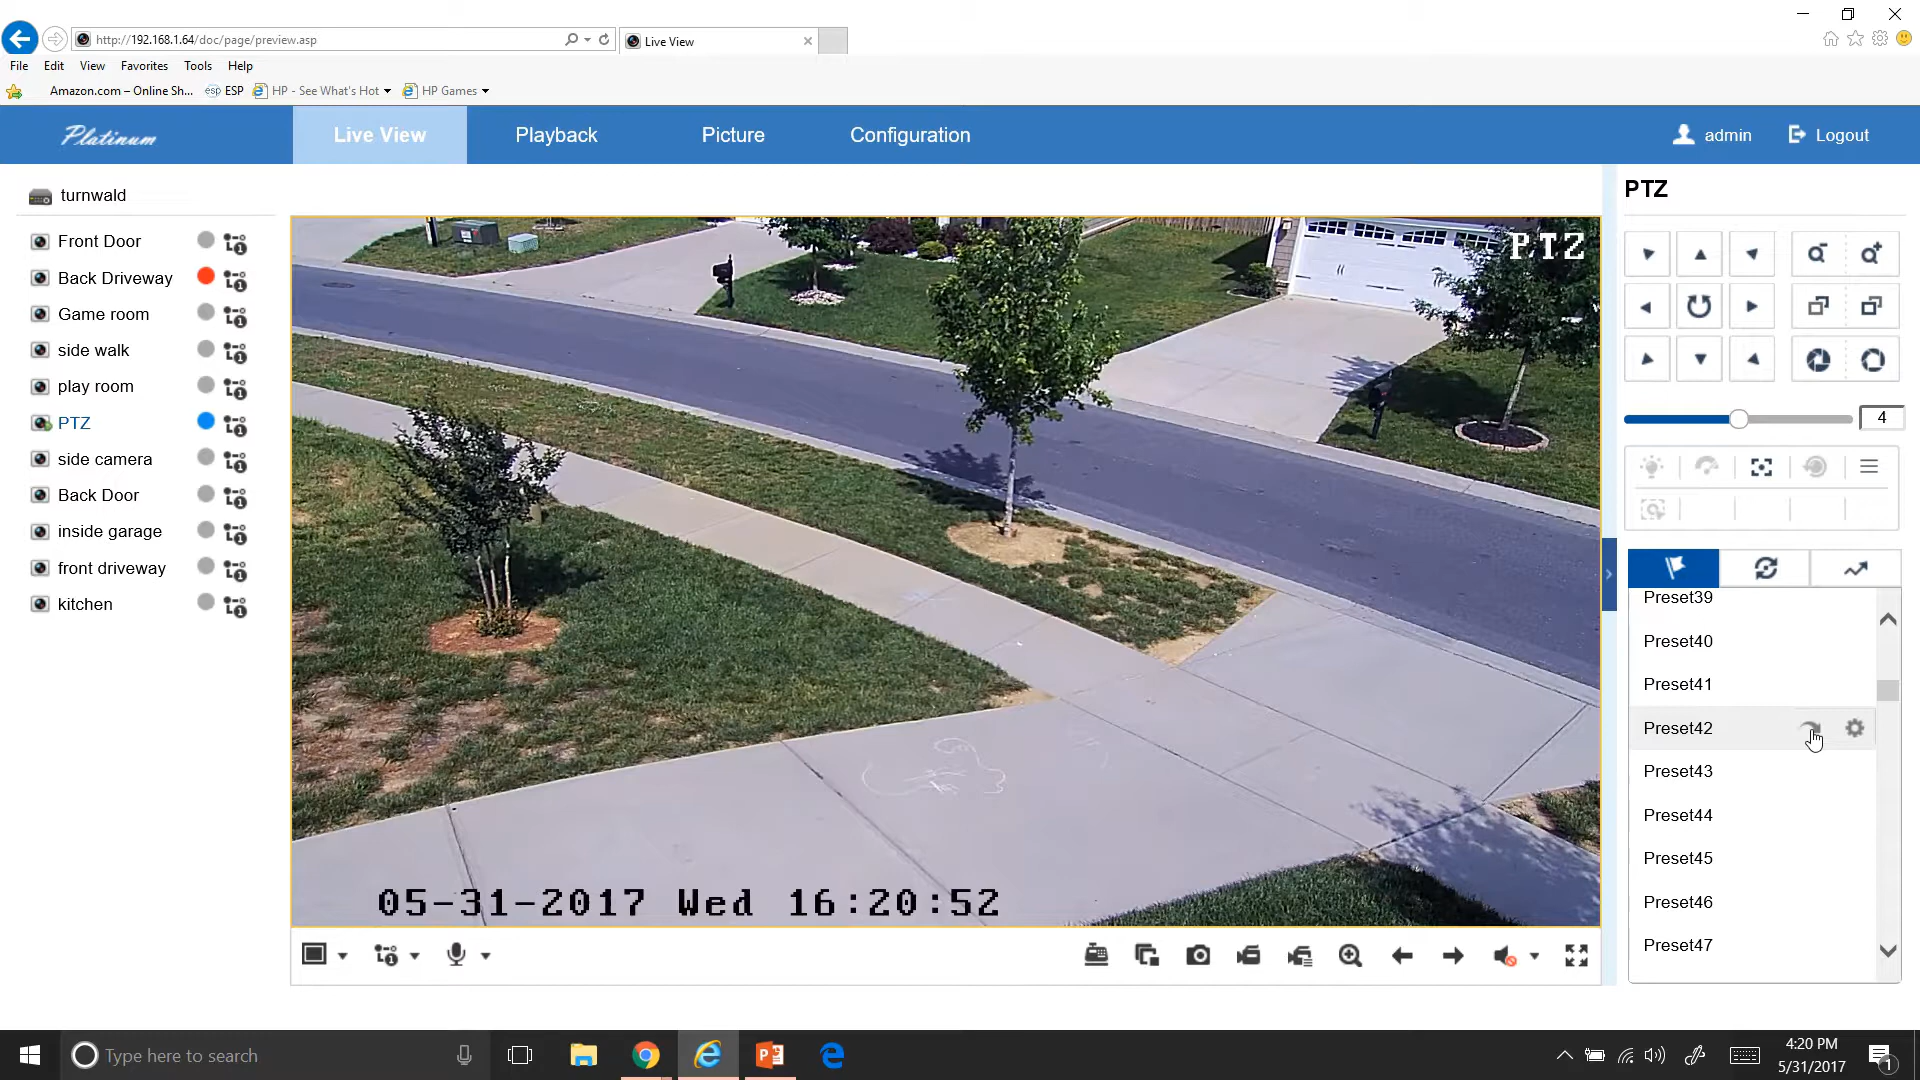 http://192.168.1.64/doc/page/preview.asp
Live View
File Edit View Favorites Tools Help
Amazon.com – Online Sh... esp ESP HP - See What's Hot HP Games
Platinum
Live View
Playback
Picture
Configuration
admin
Logout
turnwald
Front Door
Back Driveway
Game room
side walk
play room
PTZ
side camera
Back Door
inside garage
front driveway
kitchen
PTZ
05-31-2017 Wed 16:20:52
PTZ
4
Preset39
Preset40
Preset41
Preset42
Preset43
Preset44
Preset45
Preset46
Preset47
Type here to search
4:20 PM
5/31/2017
1